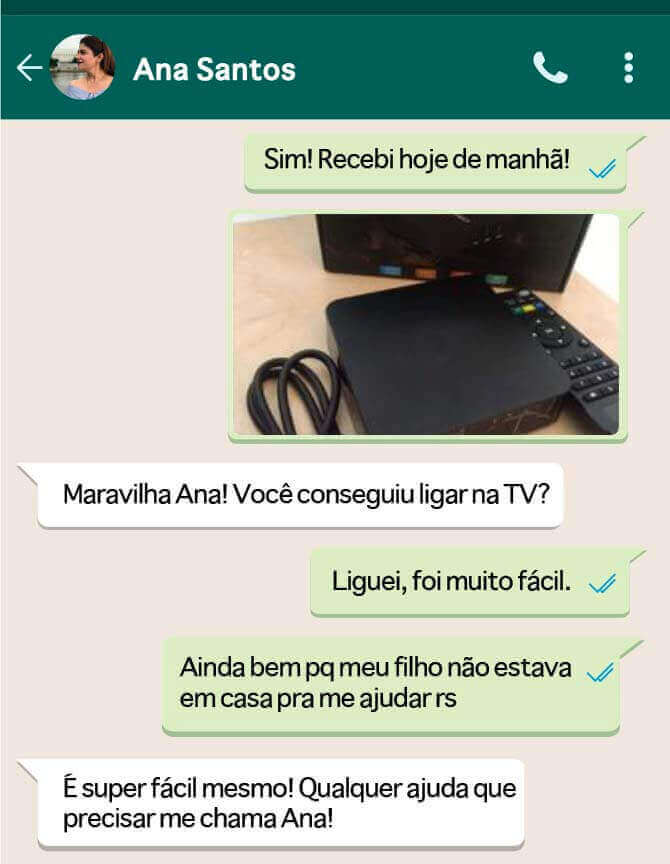 Ana Santos
Sim! Recebi hoje de manhã!
Maravilha Ana! Você conseguiu ligar na TV?
Liguei, foi muito fácil.
Ainda bem pq meu filho não estava
em casa pra me ajudar rs
É super fácil mesmo! Qualquer ajuda que
precisar me chama Ana!